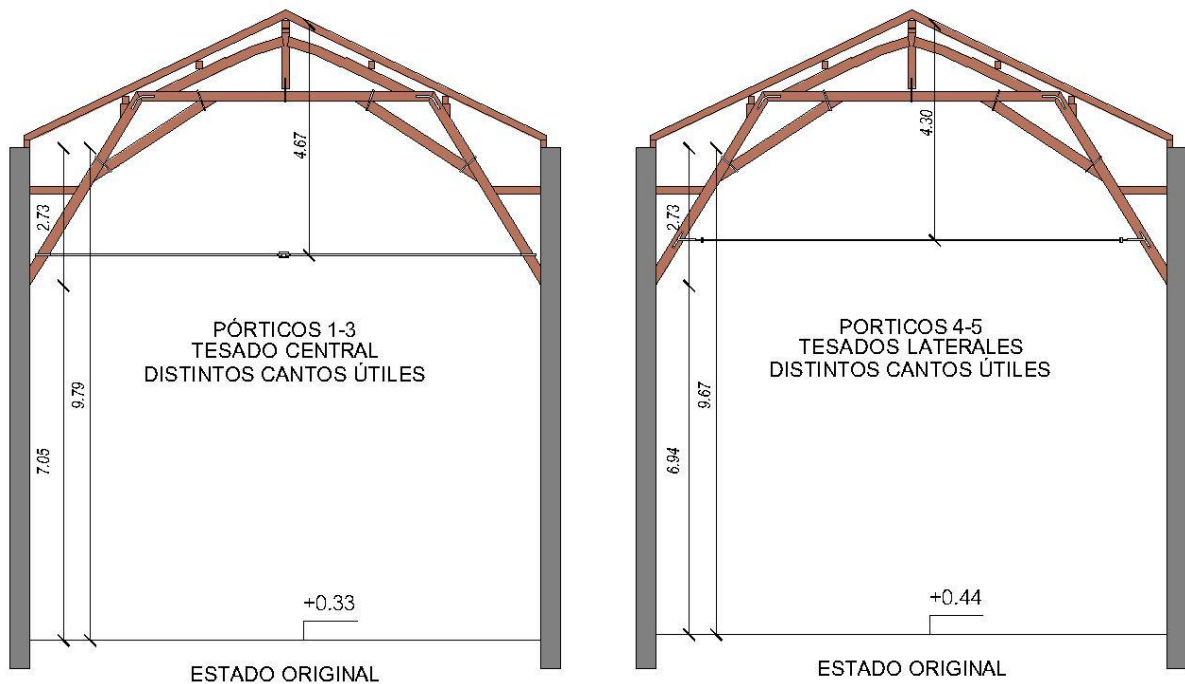 4.67
2.73
PÓRTICOS 1-3
TESADO CENTRAL
DISTINTOS CANTOS ÚTILES
9.79
7.05
+0.33
ESTADO ORIGINAL
4.30
2.73
PORTICOS 4-5
TESADOS LATERALES
DISTINTOS CANTOS ÚTILES
9.67
6.94
+0.44
ESTADO ORIGINAL